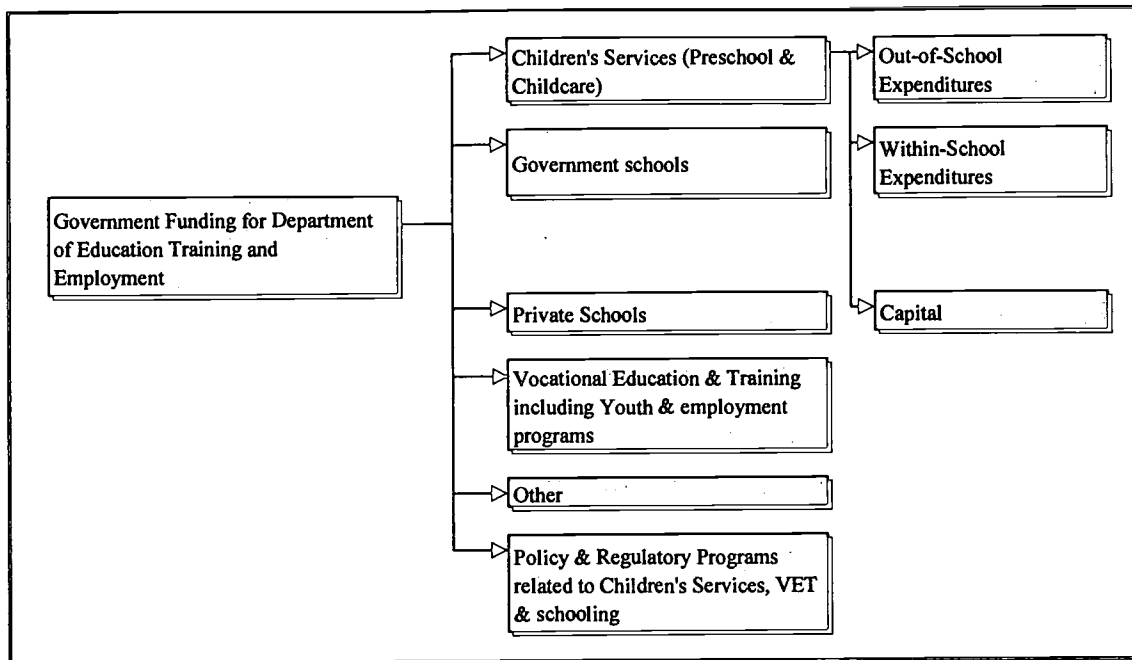 Government Funding for Department
of Education Training and
Employment
Children's Services (Preschool &
Childcare)
Government schools
Private Schools
Vocational Education & Training
including Youth & employment
programs
Other
Policy & Regulatory Programs
related to Children's Services, VET
& schooling
Out-of-School
Expenditures
Within-School
Expenditures
Capital